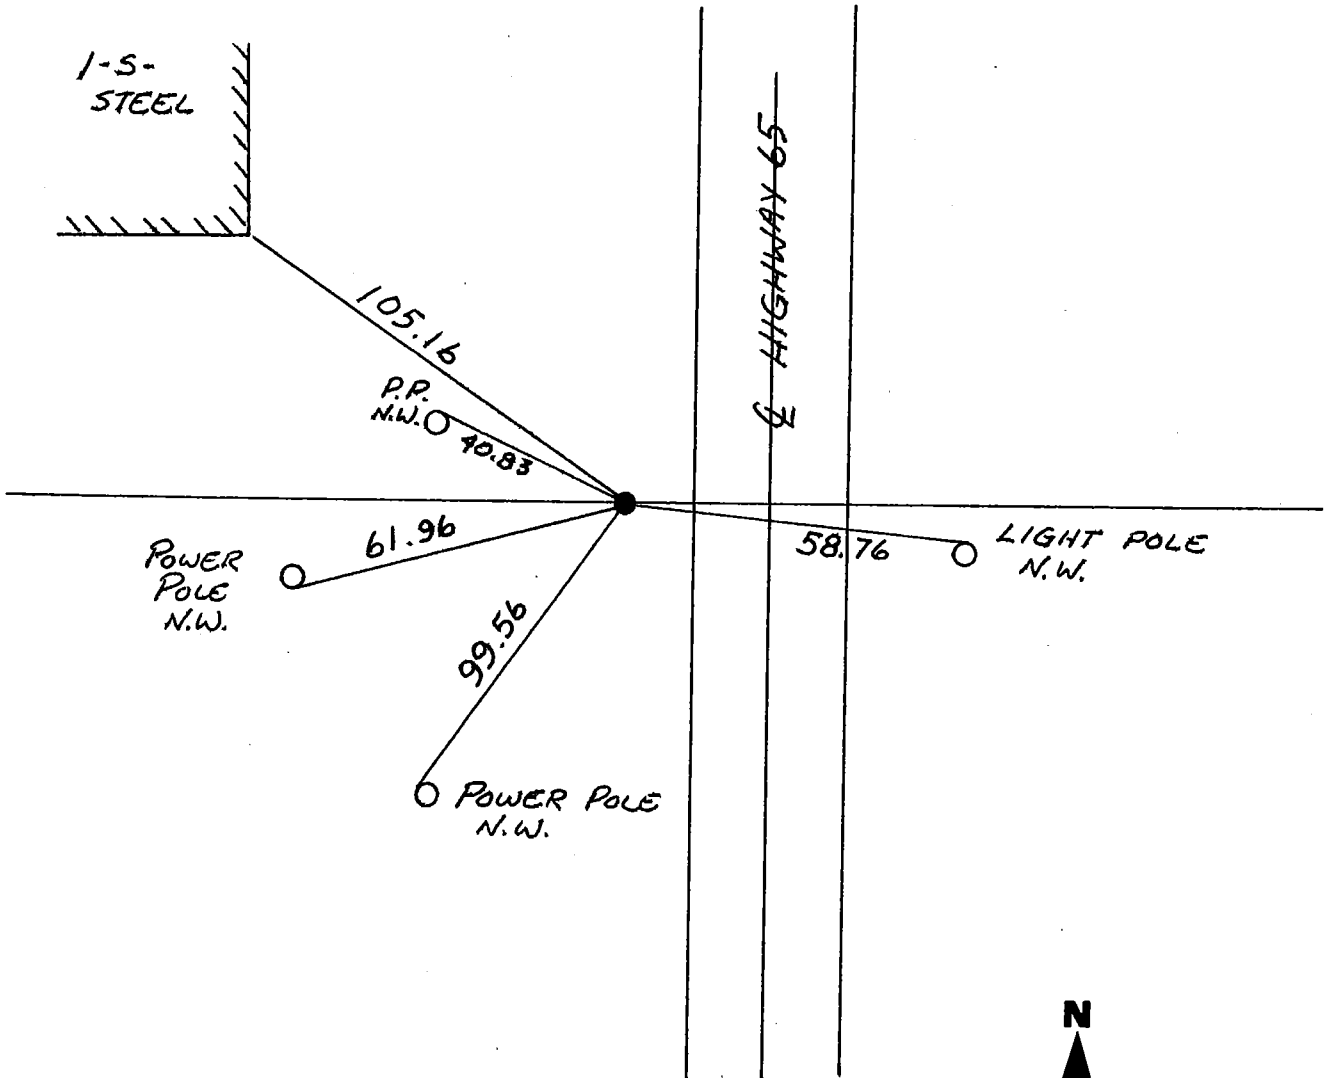 1-S-
STEEL
105.16
P.P.
N.W.
40.83
℄ HIGHWAY 65
61.96
POWER
POLE
N.W.
58.76
LIGHT POLE
N.W.
99.56
POWER POLE
N.W.
N